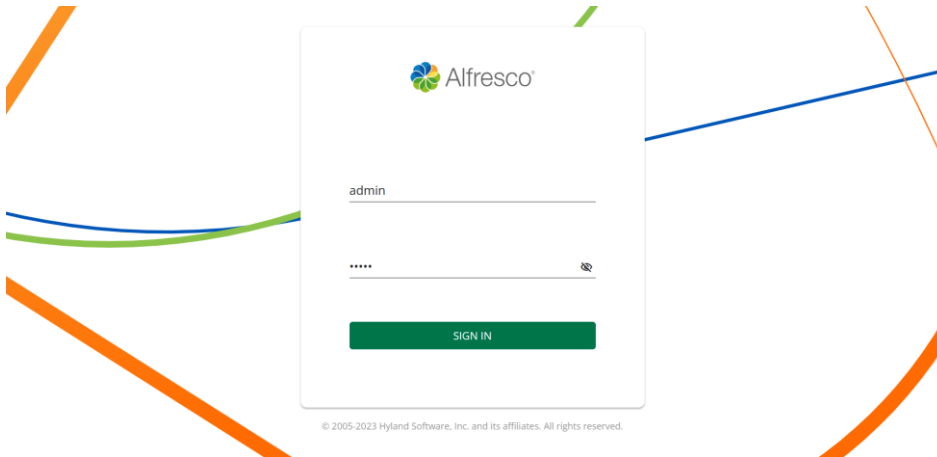 Alfresco®
admin
•••••
SIGN IN
© 2005-2023 Hyland Software, Inc. and its affiliates. All rights reserved.